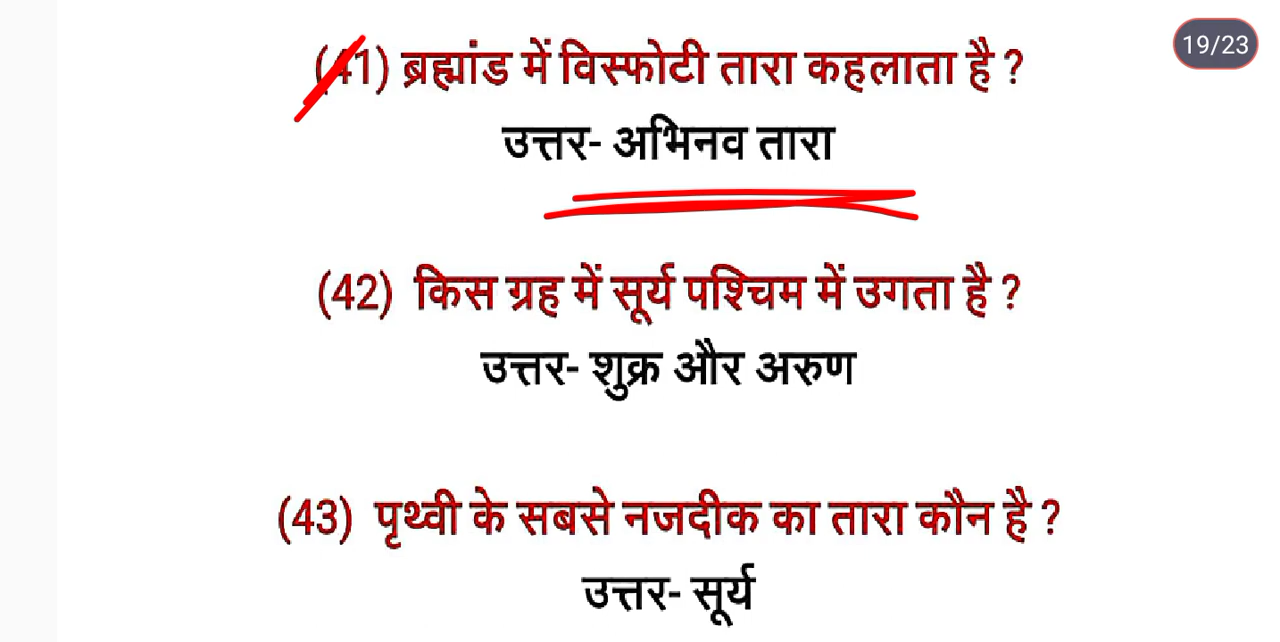 19/23
(41) ब्रह्मांड में विस्फोटी तारा कहलाता है ?
उत्तर- अभिनव तारा
(42) किस ग्रह में सूर्य पश्चिम में उगता है ?
उत्तर- शुक्र और अरुण
(43) पृथ्वी के सबसे नजदीक का तारा कौन है ?
उत्तर- सूर्य